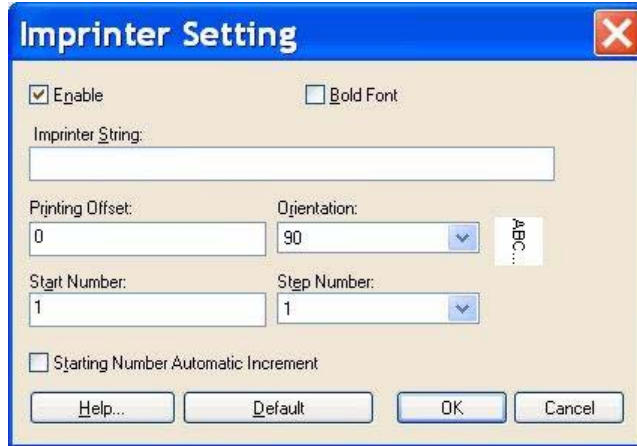 Imprinter Setting
Enable Bold Font
Imprinter String:
Printing Offset: Orientation:
0 90 ABC...
Start Number: Step Number:
1 1
Starting Number Automatic Increment
Help... Default OK Cancel